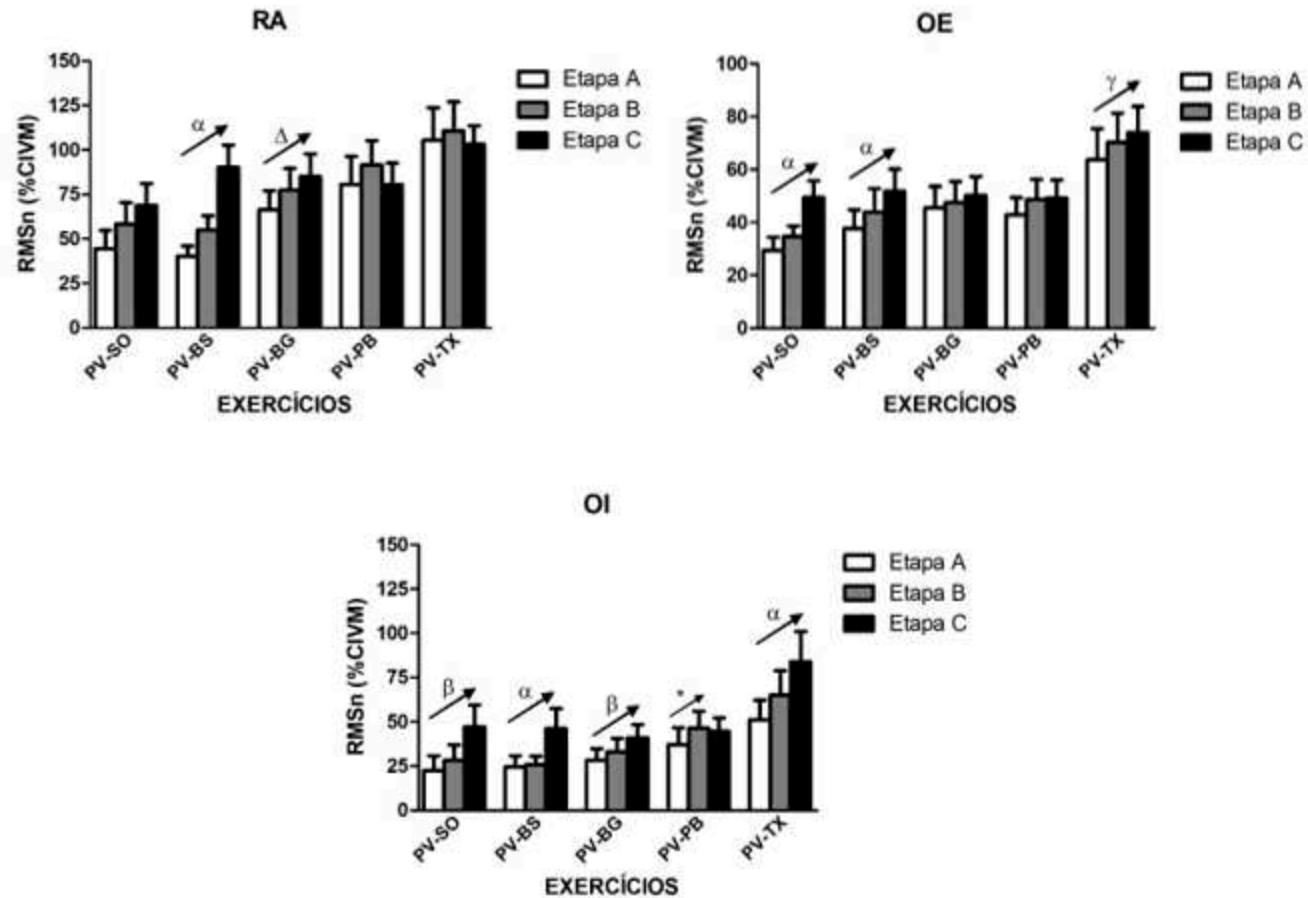 RA
150
125
100
75
50
25
0
RMSn (%CIVM)
α
Δ
PV-SO
PV-BS
PV-BG
PV-PB
PV-TX
EXERCÍCIOS
Etapa A
Etapa B
Etapa C
OE
100
80
60
40
20
0
RMSn (%CIVM)
α
α
γ
PV-SO
PV-BS
PV-BG
PV-PB
PV-TX
EXERCÍCIOS
Etapa A
Etapa B
Etapa C
OI
150
100
75
50
25
0
RMSn (%CIVM)
β
α
β
*
α
PV-SO
PV-BS
PV-BG
PV-PB
PV-TX
EXERCÍCIOS
Etapa A
Etapa B
Etapa C